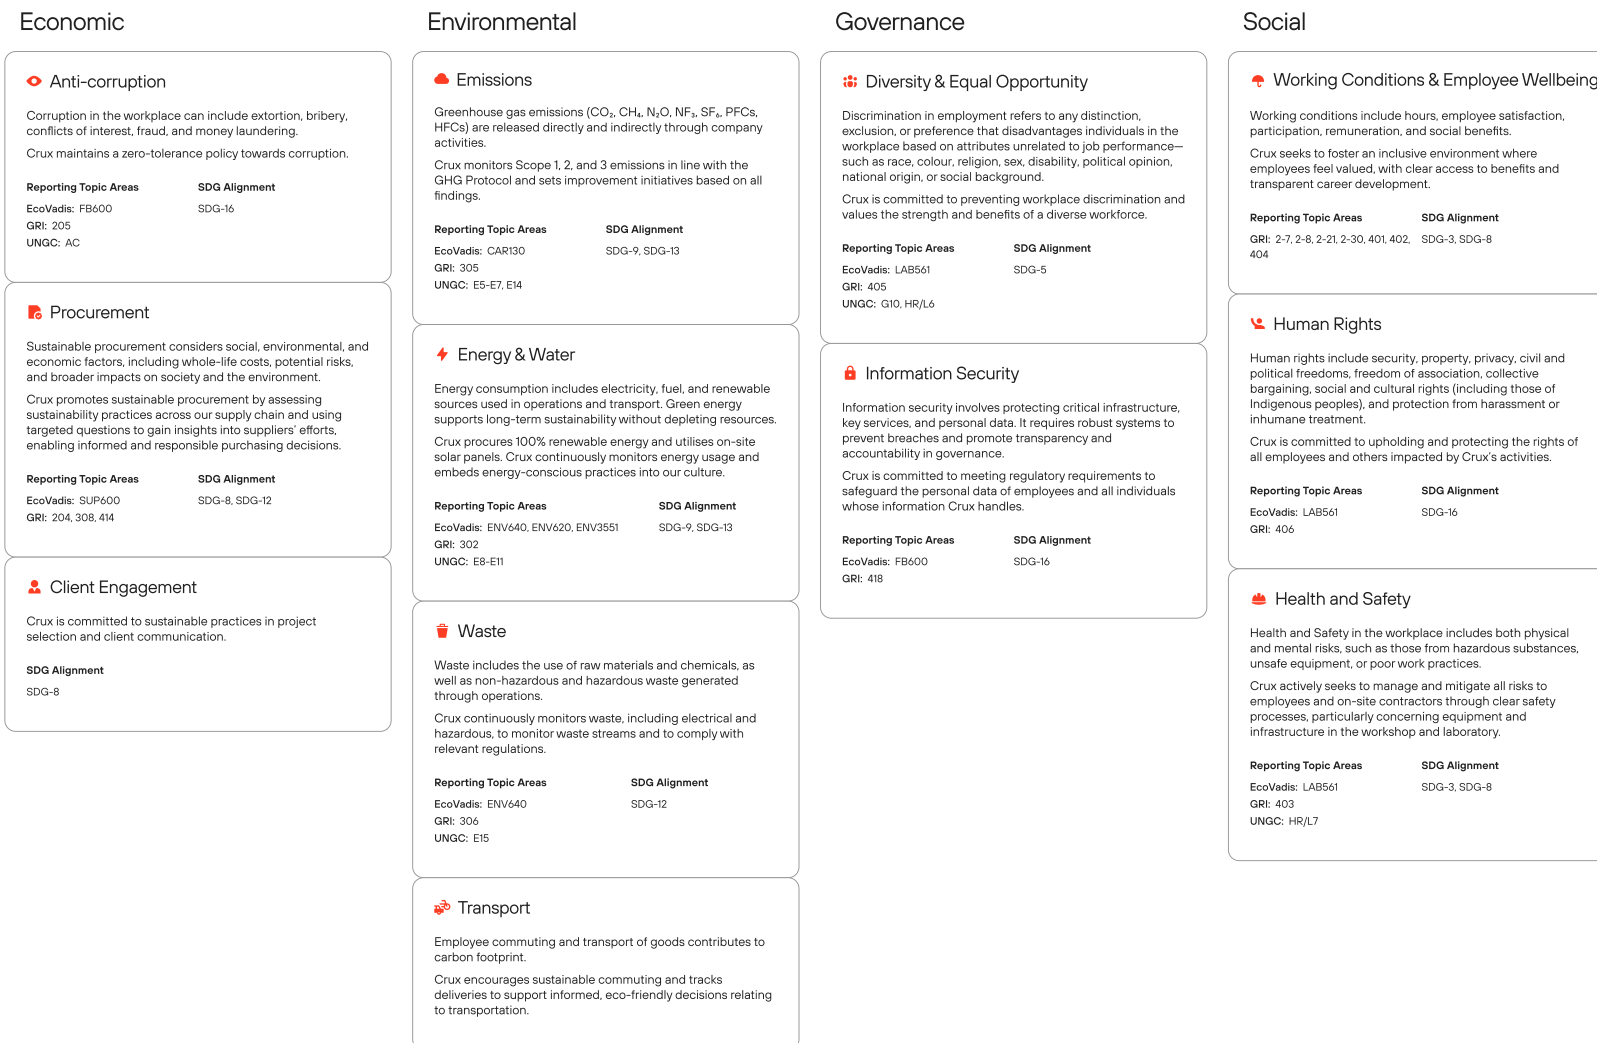 Economic
Anti-corruption
Corruption in the workplace can include extortion, bribery,
conflicts of interest, fraud, and money laundering.
Crux maintains a zero-tolerance policy towards corruption.
Reporting Topic Areas
SDG Alignment
EcoVadis: FB600
SDG-16
GRI: 205
UNGC: AC
Procurement
Sustainable procurement considers social, environmental, and
economic factors, including whole-life costs, potential risks,
and broader impacts on society and the environment.
Crux promotes sustainable procurement by assessing
sustainability practices across our supply chain and using
targeted questions to gain insights into suppliers' efforts,
enabling informed and responsible purchasing decisions.
Reporting Topic Areas
SDG Alignment
EcoVadis: SUP600
SDG-8, SDG-12
GRI: 204, 308, 414
Client Engagement
Crux is committed to sustainable practices in project
selection and client communication.
SDG Alignment
SDG-8
Environmental
Emissions
Greenhouse gas emissions (CO₂, CH₄, N₂O, NF₃, SF₆, PFCs,
HFCs) are released directly and indirectly through company
activities.
Crux monitors Scope 1, 2, and 3 emissions in line with the
GHG Protocol and sets improvement initiatives based on all
findings.
Reporting Topic Areas
SDG Alignment
EcoVadis: CAR130
SDG-9, SDG-13
GRI: 305
UNGC: E5-E7, E14
Energy & Water
Energy consumption includes electricity, fuel, and renewable
sources used in operations and transport. Green energy
supports long-term sustainability without depleting resources.
Crux procures 100% renewable energy and utilises on-site
solar panels. Crux continuously monitors energy usage and
embeds energy-conscious practices into our culture.
Reporting Topic Areas
SDG Alignment
EcoVadis: ENV640, ENV620, ENV3551
SDG-9, SDG-13
GRI: 302
UNGC: E8-E11
Waste
Waste includes the use of raw materials and chemicals, as
well as non-hazardous and hazardous waste generated
through operations.
Crux continuously monitors waste, including electrical and
hazardous, to monitor waste streams and to comply with
relevant regulations.
Reporting Topic Areas
SDG Alignment
EcoVadis: ENV640
SDG-12
GRI: 306
UNGC: E15
Transport
Employee commuting and transport of goods contributes to
carbon footprint.
Crux encourages sustainable commuting and tracks
deliveries to support informed, eco-friendly decisions relating
to transportation.
Governance
Diversity & Equal Opportunity
Discrimination in employment refers to any distinction,
exclusion, or preference that disadvantages individuals in the
workplace based on attributes unrelated to job performance—
such as race, colour, religion, sex, disability, political opinion,
national origin, or social background.
Crux is committed to preventing workplace discrimination and
values the strength and benefits of a diverse workforce.
Reporting Topic Areas
SDG Alignment
EcoVadis: LAB561
SDG-5
GRI: 405
UNGC: G10, HR/L6
Information Security
Information security involves protecting critical infrastructure,
key services, and personal data. It requires robust systems to
prevent breaches and promote transparency and
accountability in governance.
Crux is committed to meeting regulatory requirements to
safeguard the personal data of employees and all individuals
whose information Crux handles.
Reporting Topic Areas
SDG Alignment
EcoVadis: FB600
SDG-16
GRI: 418
Social
Working Conditions & Employee Wellbeing
Working conditions include hours, employee satisfaction,
participation, remuneration, and social benefits.
Crux seeks to foster an inclusive environment where
employees feel valued, with clear access to benefits and
transparent career development.
Reporting Topic Areas
SDG Alignment
GRI: 2-7, 2-8, 2-21, 2-30, 401, 402,
404
SDG-3, SDG-8
Human Rights
Human rights include security, property, privacy, civil and
political freedoms, freedom of association, collective
bargaining, social and cultural rights (including those of
Indigenous peoples), and protection from harassment or
inhumane treatment.
Crux is committed to upholding and protecting the rights of
all employees and others impacted by Crux's activities.
Reporting Topic Areas
SDG Alignment
EcoVadis: LAB561
SDG-16
GRI: 406
Health and Safety
Health and Safety in the workplace includes both physical
and mental risks, such as those from hazardous substances,
unsafe equipment, or poor work practices.
Crux actively seeks to manage and mitigate all risks to
employees and on-site contractors through clear safety
processes, particularly concerning equipment and
infrastructure in the workshop and laboratory.
Reporting Topic Areas
SDG Alignment
EcoVadis: LAB561
SDG-3, SDG-8
GRI: 403
UNGC: HR/L7